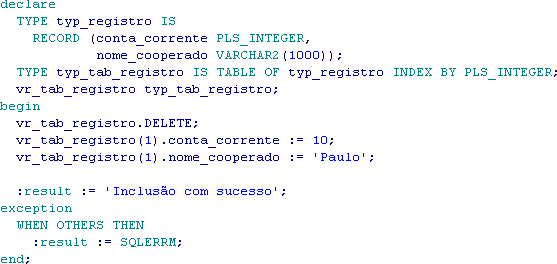 declare
  TYPE typ_registro IS
    RECORD (conta_corrente PLS_INTEGER,
            nome_cooperado VARCHAR2(1000));
  TYPE typ_tab_registro IS TABLE OF typ_registro INDEX BY PLS_INTEGER;
  vr_tab_registro typ_tab_registro;
begin
  vr_tab_registro.DELETE;
  vr_tab_registro(1).conta_corrente := 10;
  vr_tab_registro(1).nome_cooperado := 'Paulo';

  :result := 'Inclusão com sucesso';
exception
  WHEN OTHERS THEN
    :result := SQLERRM;
end;